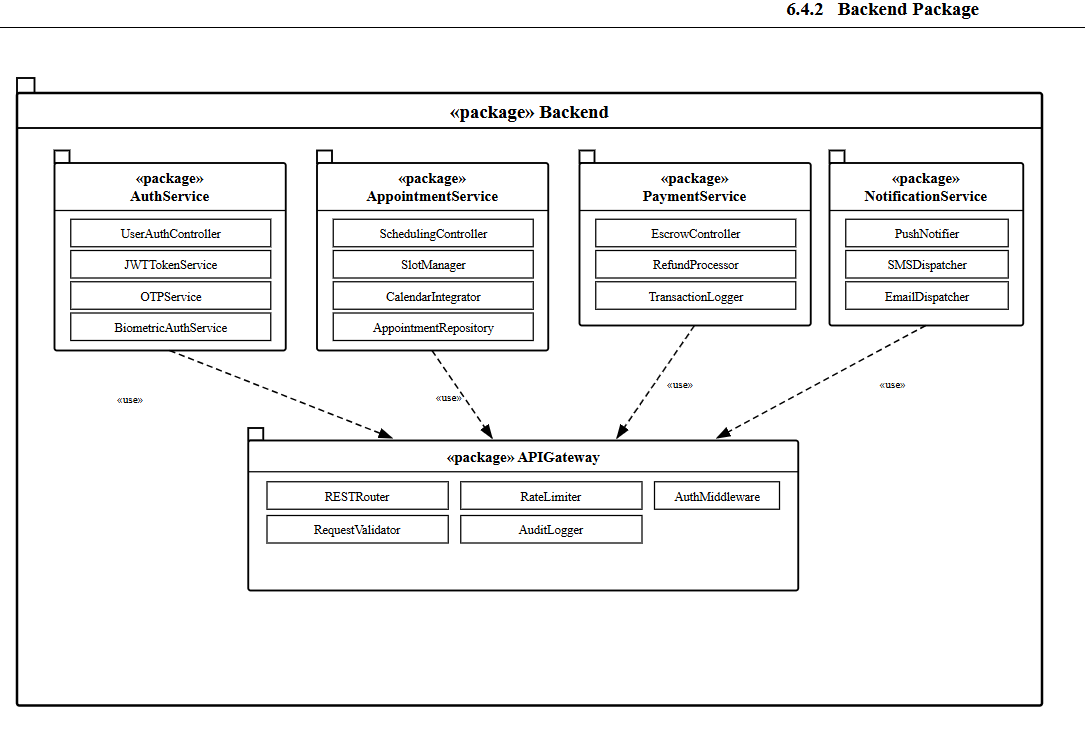 6.4.2 Backend Package
«package» Backend
«package»
AuthService
UserAuthController
JWTTokenService
OTPService
BiometricAuthService
«package»
AppointmentService
SchedulingController
SlotManager
CalendarIntegrator
AppointmentRepository
«package»
PaymentService
EscrowController
RefundProcessor
TransactionLogger
«package»
NotificationService
PushNotifier
SMSDispatcher
EmailDispatcher
«use»
«use»
«use»
«use»
«package» APIGateway
RESTRouter
RateLimiter
AuthMiddleware
RequestValidator
AuditLogger